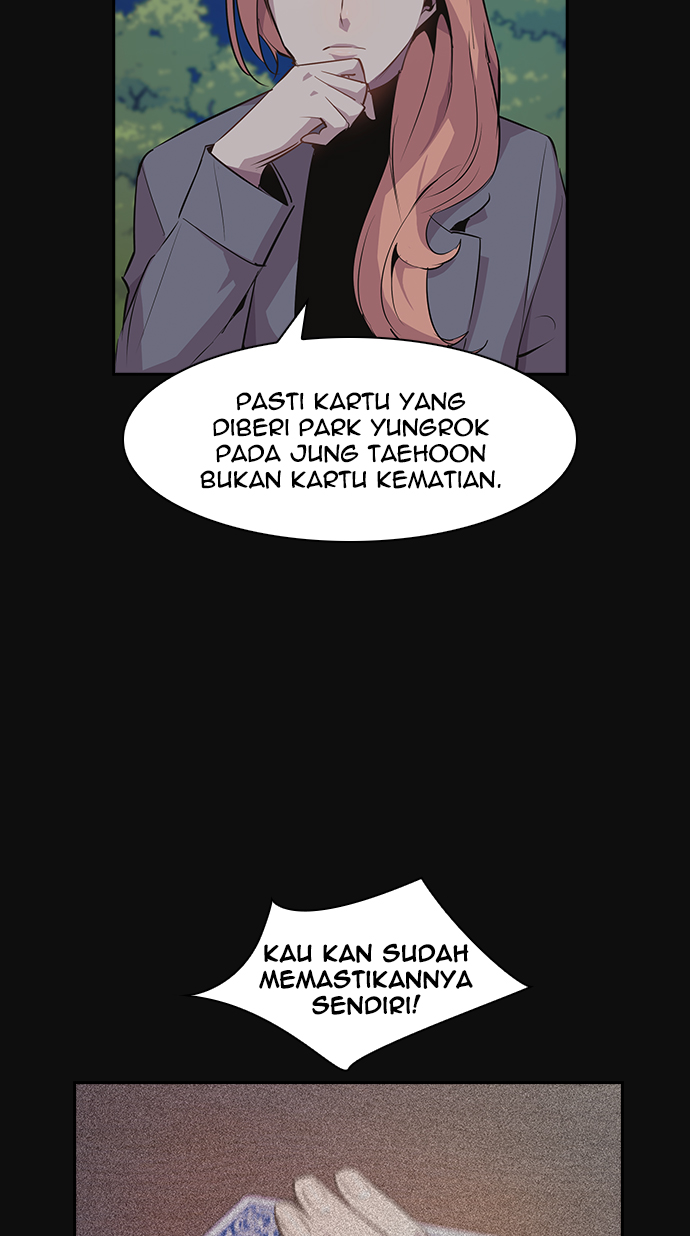 PASTI KARTU YANG
DIBERI PARK YUNGROK
PADA JUNG TAEHOON
BUKAN KARTU KEMATIAN.
KAU KAN SUDAH
MEMASTIKANNYA
SENDIRI!